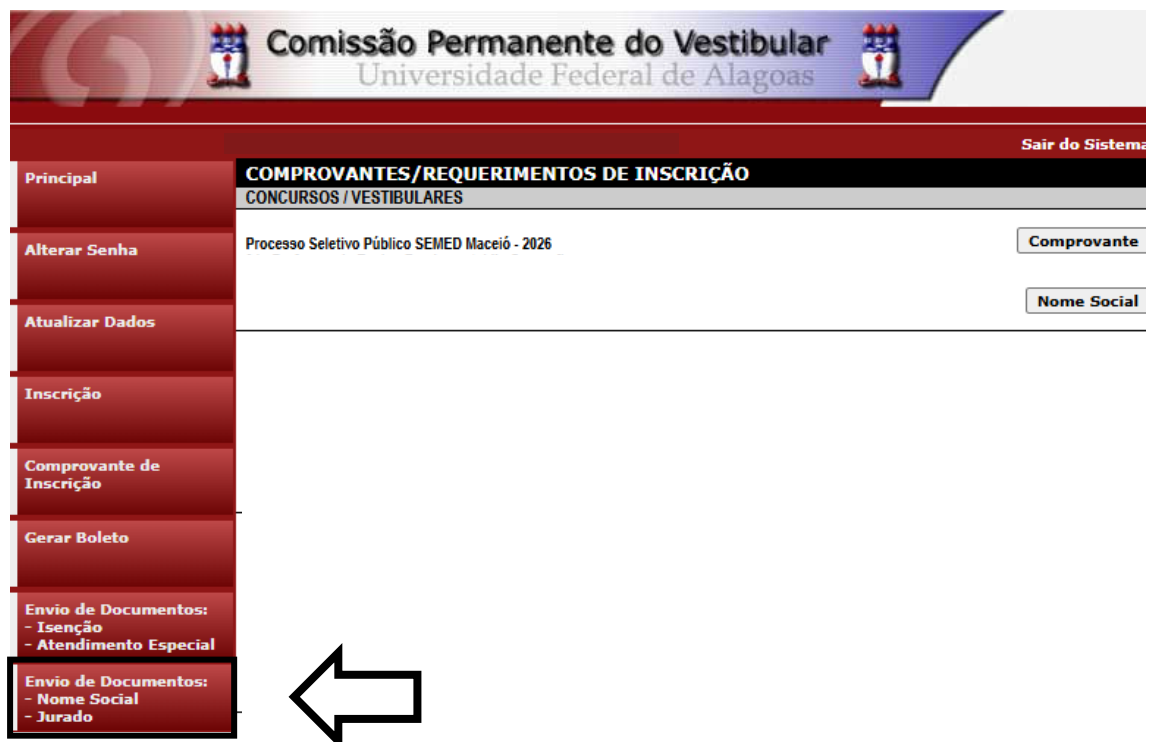 Comissão Permanente do Vestibular
Universidade Federal de Alagoas
Sair do Sistema
Principal
Alterar Senha
Atualizar Dados
Inscrição
Comprovante de
Inscrição
Gerar Boleto
Envio de Documentos:
- Isenção
- Atendimento Especial
Envio de Documentos:
- Nome Social
- Jurado
COMPROVANTES/REQUERIMENTOS DE INSCRIÇÃO
CONCURSOS / VESTIBULARES
Processo Seletivo Público SEMED Maceió - 2026
Comprovante
Nome Social